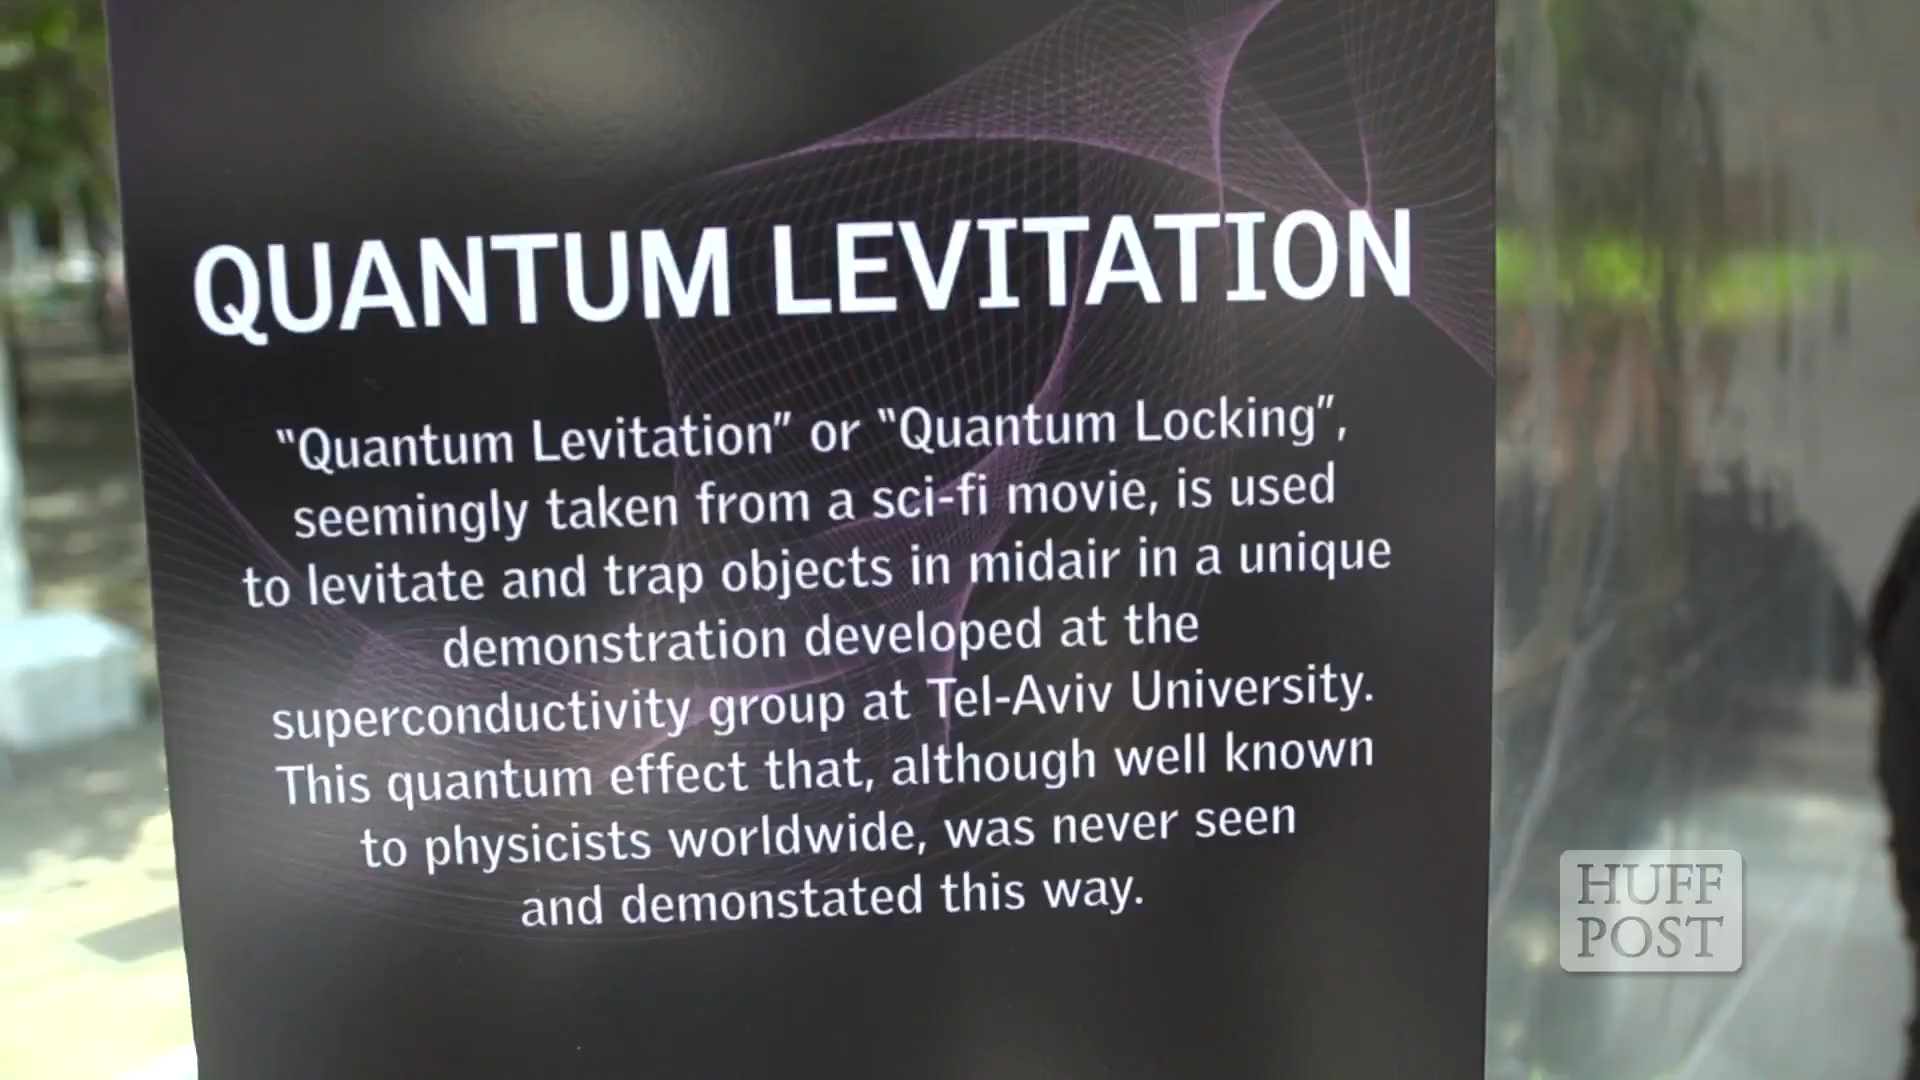 QUANTUM LEVITATION
"Quantum Levitation" or "Quantum Locking",
seemingly taken from a sci-fi movie, is used
to levitate and trap objects in midair in a unique
demonstration developed at the
superconductivity group at Tel-Aviv University.
This quantum effect that, although well known
to physicists worldwide, was never seen
and demonstated this way.
HUFF
POST